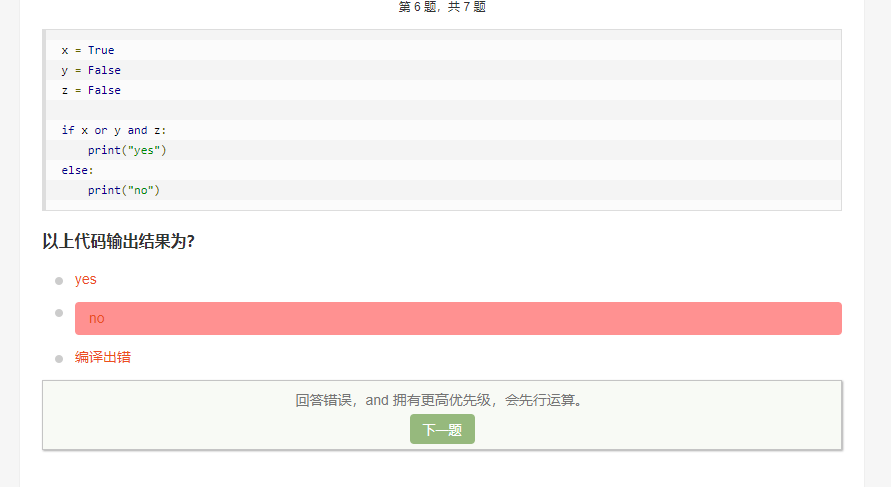 第 6 题，共 7 题
x = True
y = False
z = False
if x or y and z:
    print("yes")
else:
    print("no")
以上代码输出结果为?
yes
no
编译出错
回答错误，and 拥有更高优先级，会先行运算。
下一题